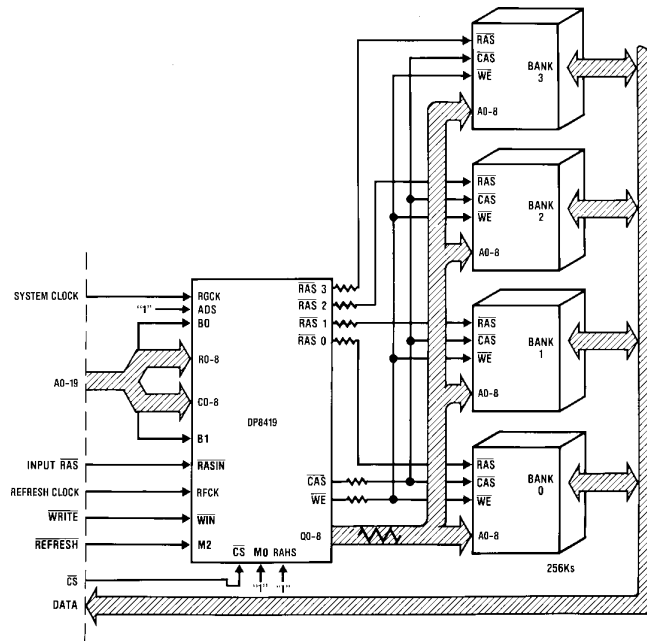 RAS
CAS
WE
BANK
3
A0-8
RAS
CAS
WE
BANK
2
A0-8
RAS
CAS
WE
BANK
1
A0-8
RAS
CAS
WE
BANK
0
A0-8
256Ks
SYSTEM CLOCK
"1"
A0-19
INPUT RAS
REFRESH CLOCK
WRITE
REFRESH
CS
DATA
RGCK
ADS
B0
R0-8
C0-8
B1
RASIN
RFCK
WIN
M2
DP8419
RAS 3
RAS 2
RAS 1
RAS 0
CAS
WE
Q0-8
CS M0 RAHS
"1" "1"